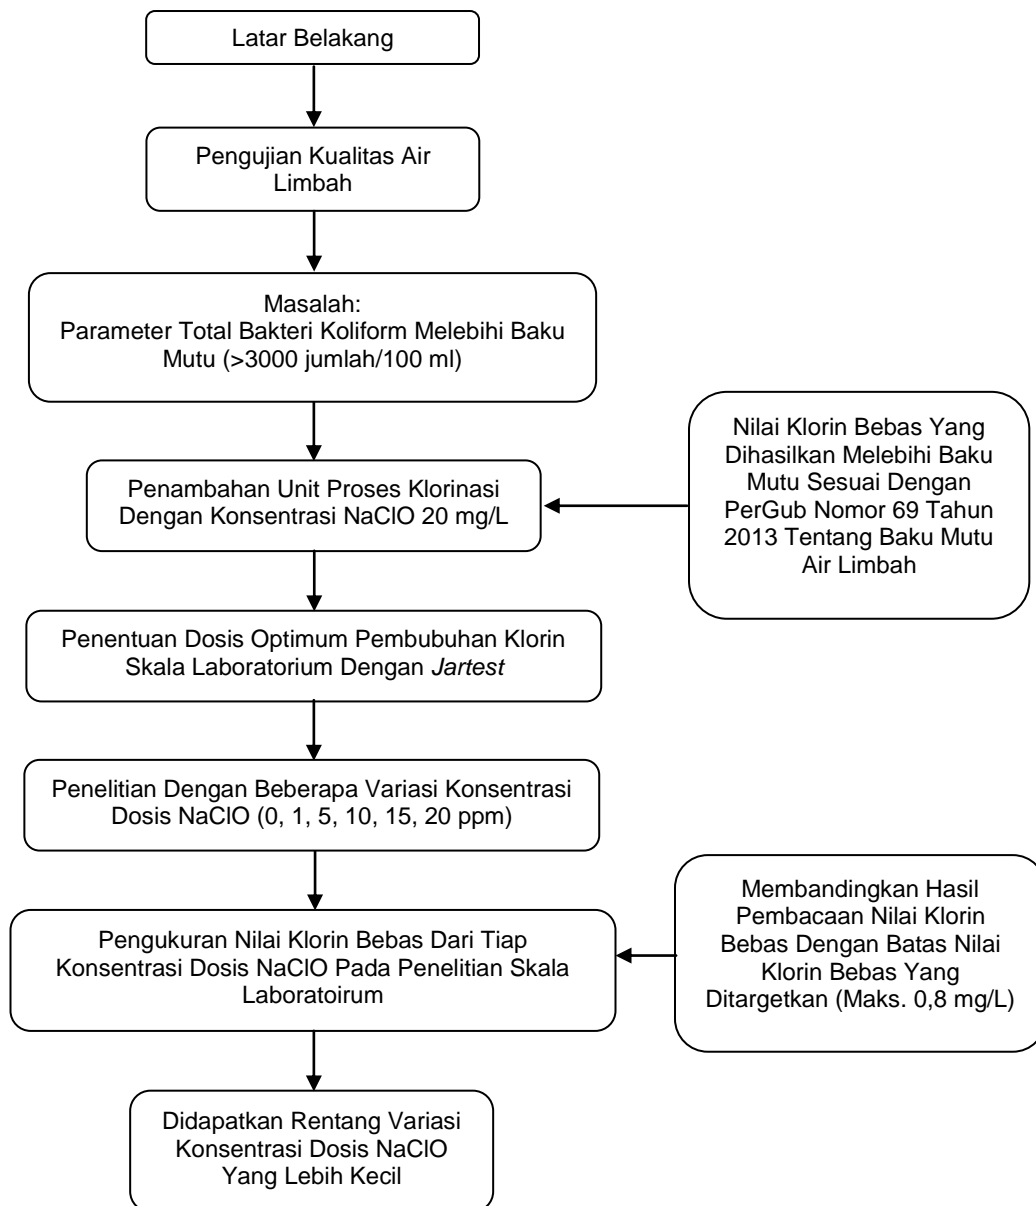 Latar Belakang
Pengujian Kualitas Air
Limbah
Masalah:
Parameter Total Bakteri Koliform Melebihi Baku
Mutu (>3000 jumlah/100 ml)
Penambahan Unit Proses Klorinasi
Dengan Konsentrasi NaClO 20 mg/L
Nilai Klorin Bebas Yang
Dihasilkan Melebihi Baku
Mutu Sesuai Dengan
PerGub Nomor 69 Tahun
2013 Tentang Baku Mutu
Air Limbah
Penentuan Dosis Optimum Pembubuhan Klorin
Skala Laboratorium Dengan Jartest
Penelitian Dengan Beberapa Variasi Konsentrasi
Dosis NaClO (0, 1, 5, 10, 15, 20 ppm)
Pengukuran Nilai Klorin Bebas Dari Tiap
Konsentrasi Dosis NaClO Pada Penelitian Skala
Laboratoirum
Membandingkan Hasil
Pembacaan Nilai Klorin
Bebas Dengan Batas Nilai
Klorin Bebas Yang
Ditargetkan (Maks. 0,8 mg/L)
Didapatkan Rentang Variasi
Konsentrasi Dosis NaClO
Yang Lebih Kecil